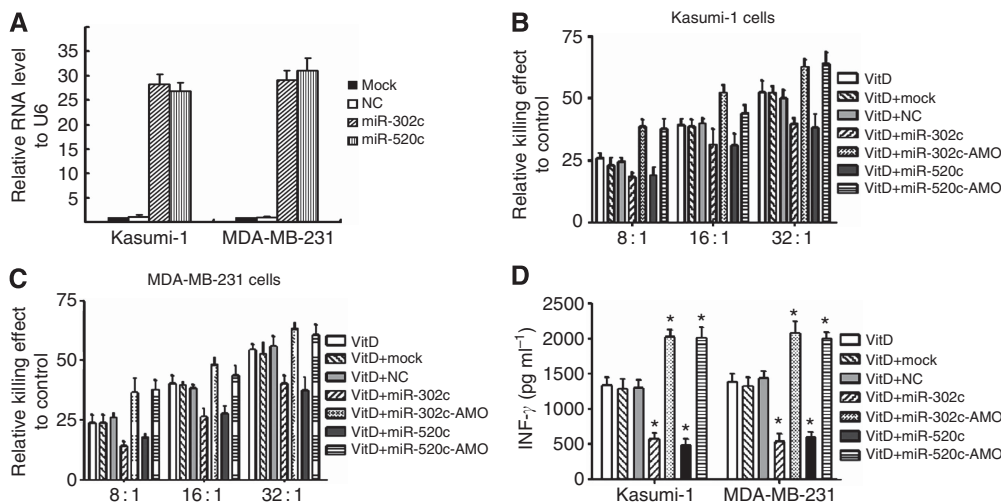 A
Relative RNA level
to U6
35
30
25
20
15
10
5
Kasumi-1
MDA-MB-231
Mock
NC
miR-302c
miR-520c
B
Kasumi-1 cells
Relative killing effect
to control
75
50
25
0
8 : 1
16 : 1
32 : 1
VitD
VitD+mock
VitD+NC
VitD+miR-302c
VitD+miR-302c-AMO
VitD+miR-520c
VitD+miR-520c-AMO
C
MDA-MB-231 cells
Relative killing effect
to control
75
50
25
0
8 : 1
16 : 1
32 : 1
VitD
VitD+mock
VitD+NC
VitD+miR-302c
VitD+miR-302c-AMO
VitD+miR-520c
VitD+miR-520c-AMO
D
INF-γ (pg ml⁻¹)
2500
2000
1500
1000
500
0
* * * *
* * * *
Kasumi-1
MDA-MB-231
VitD
VitD+mock
VitD+NC
VitD+miR-302c
VitD+miR-302c-AMO
VitD+miR-520c
VitD+miR-520c-AMO